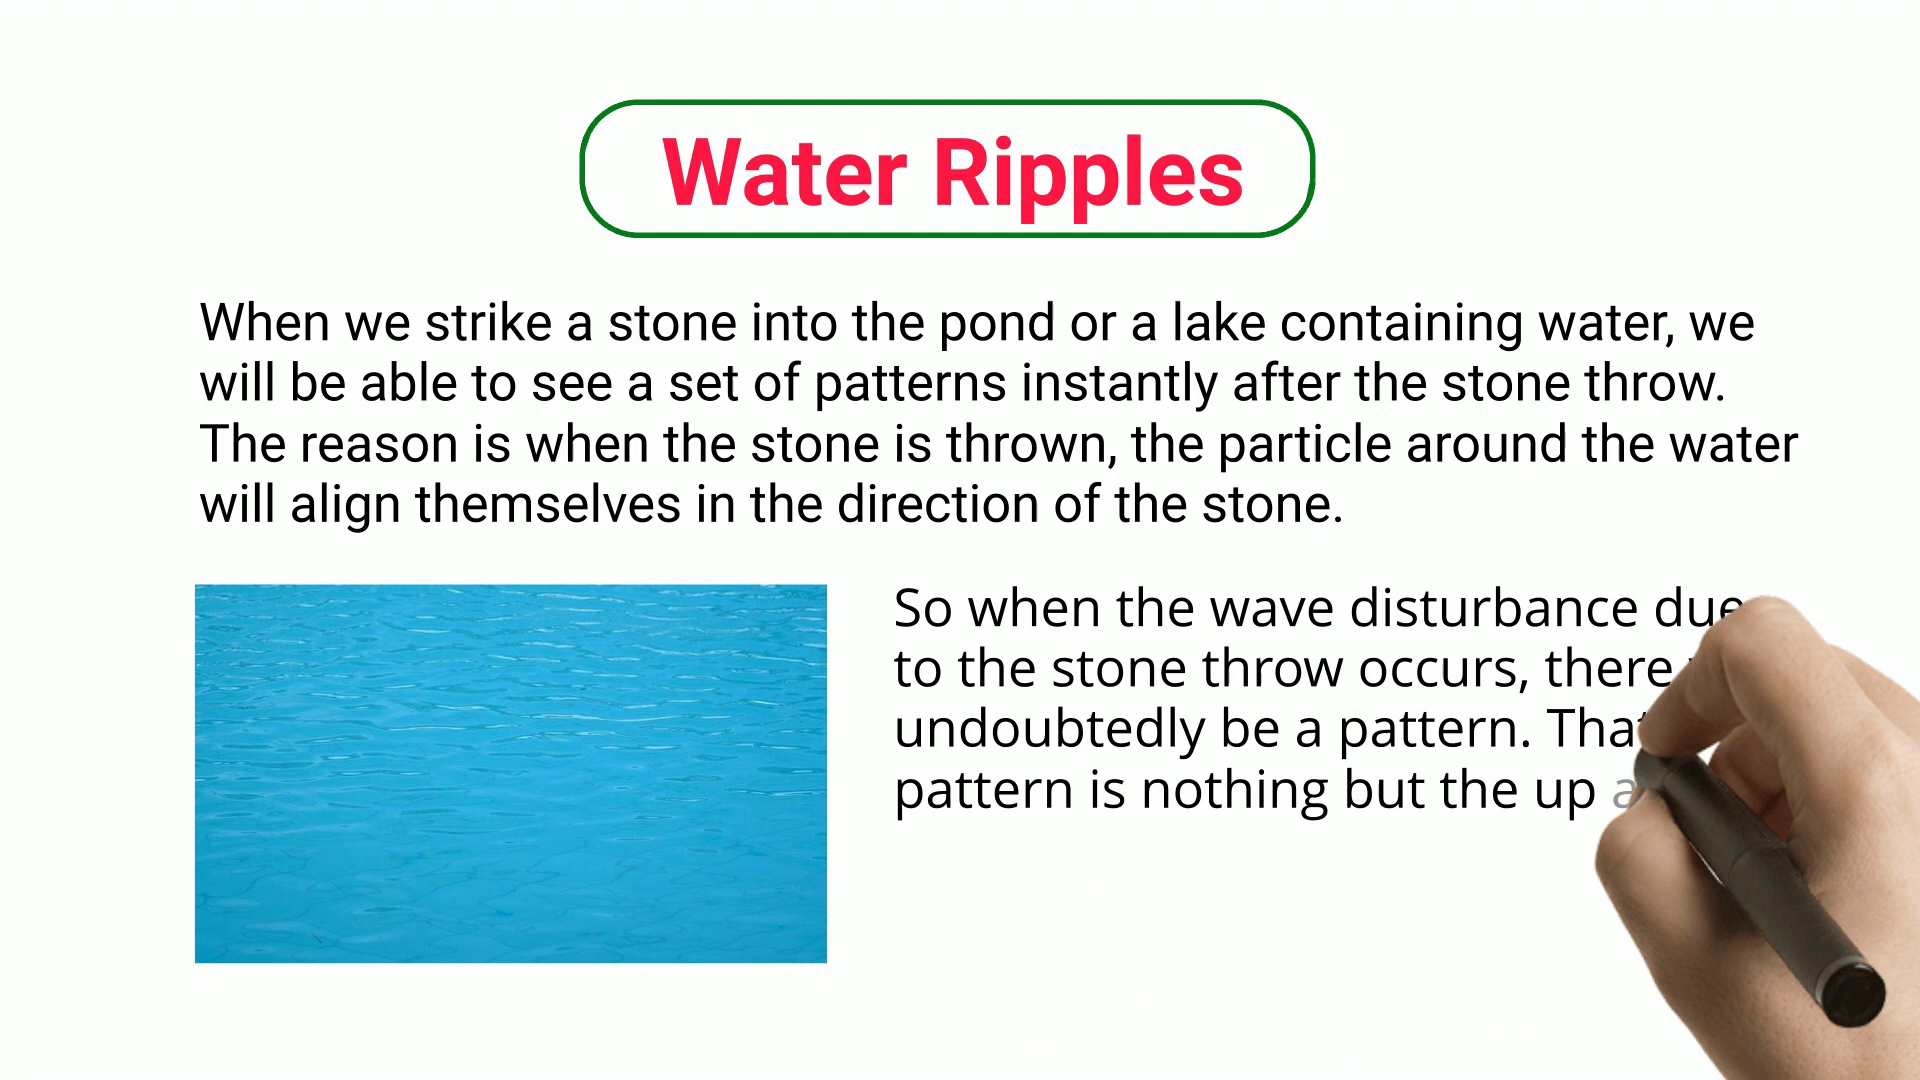 Water Ripples
When we strike a stone into the pond or a lake containing water, we
will be able to see a set of patterns instantly after the stone throw.
The reason is when the stone is thrown, the particle around the water
will align themselves in the direction of the stone.
So when the wave disturbance due
to the stone throw occurs, there
undoubtedly be a pattern. That
pattern is nothing but the up